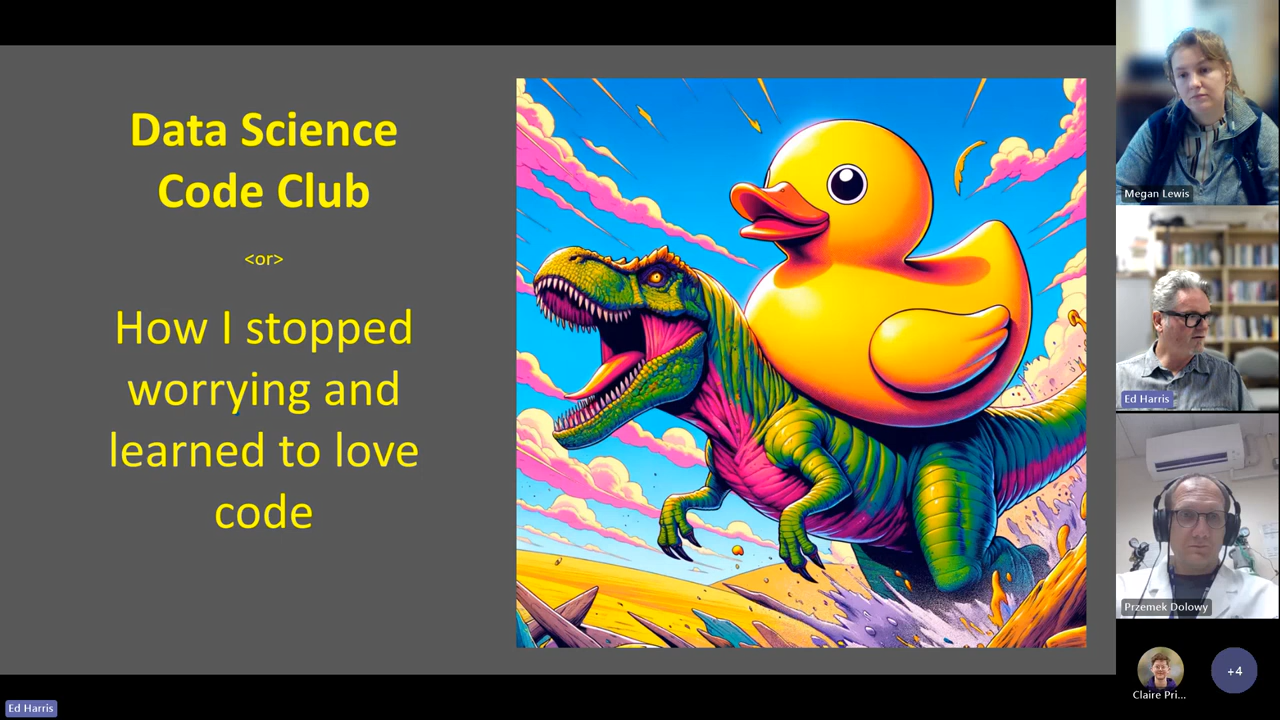 Data Science
Code Club
<or>
How I stopped
worrying and
learned to love
code
Megan Lewis
Ed Harris
Przemek Dolowy
Claire Pri...
+4
Ed Harris